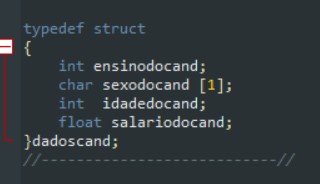 typedef struct
{
int ensinodocand;
char sexodocand [1];
int idadedocand;
float salariodocand;
}dadoscand;
//---------------------------//